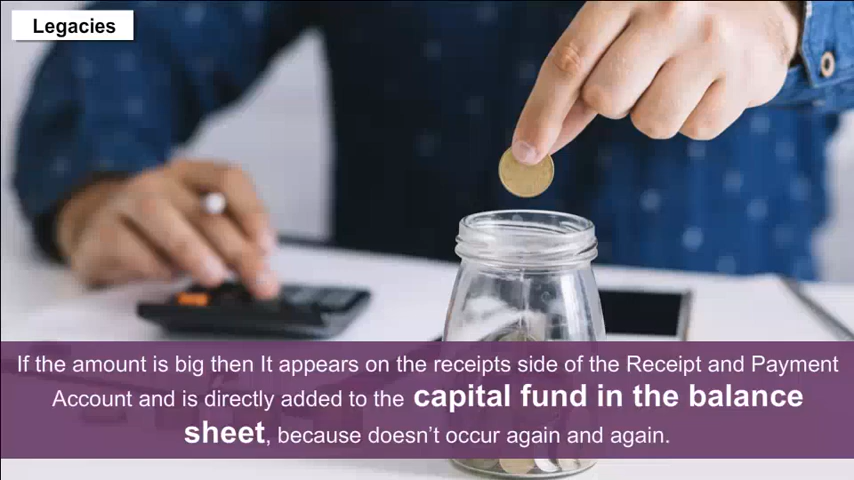 Legacies
If the amount is big then It appears on the receipts side of the Receipt and Payment
Account and is directly added to the capital fund in the balance
sheet, because doesn’t occur again and again.